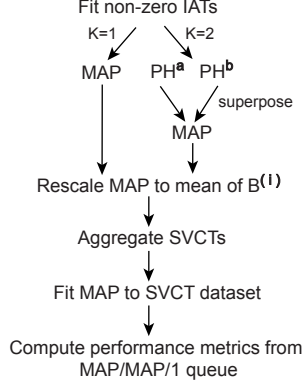 Fit non-zero IATs
K=1 K=2
MAP PHᵃ PHᵇ
superpose
MAP
Rescale MAP to mean of B⁽ⁱ⁾
Aggregate SVCTs
Fit MAP to SVCT dataset
Compute performance metrics from
MAP/MAP/1 queue